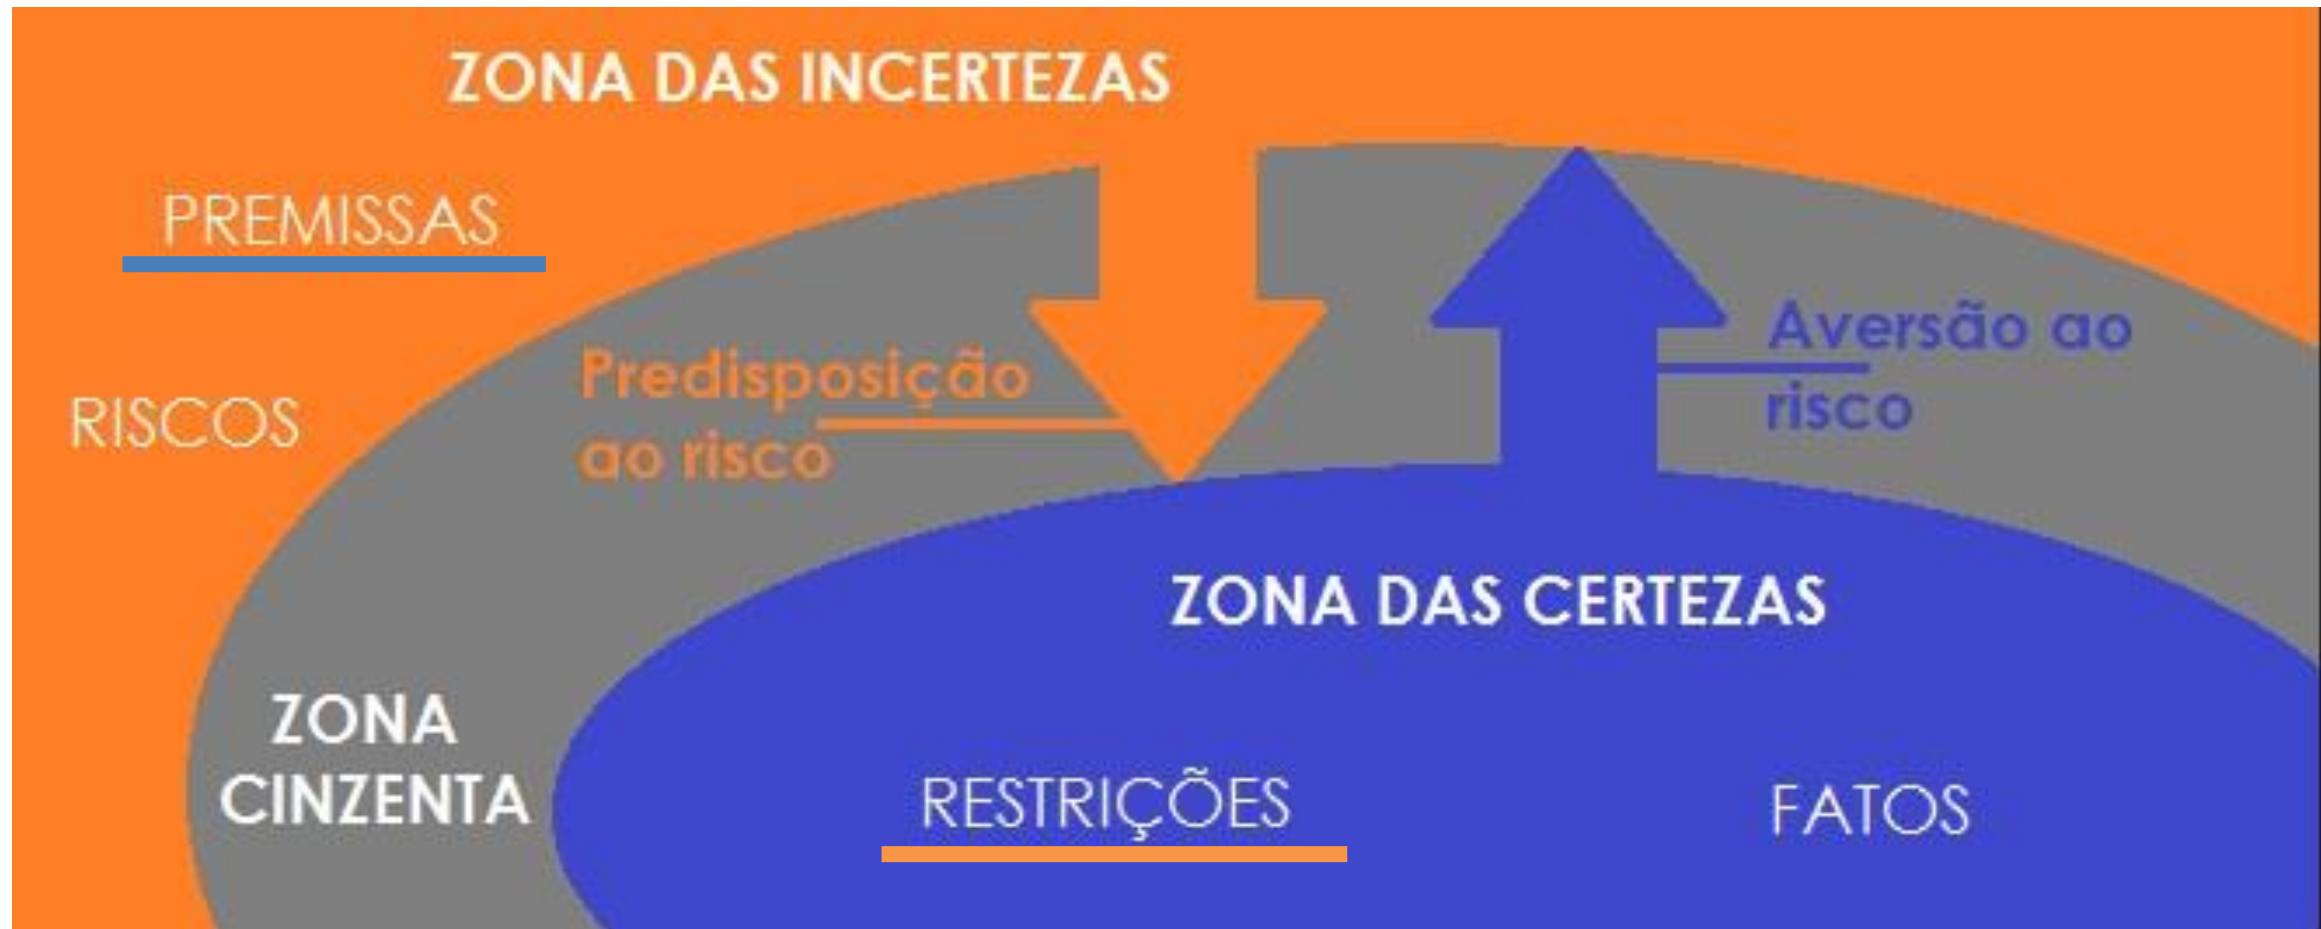 ZONA DAS INCERTEZAS
PREMISSAS
RISCOS
Predisposição
ao risco
Aversão ao
risco
ZONA DAS CERTEZAS
ZONA
CINZENTA
RESTRIÇÕES
FATOS